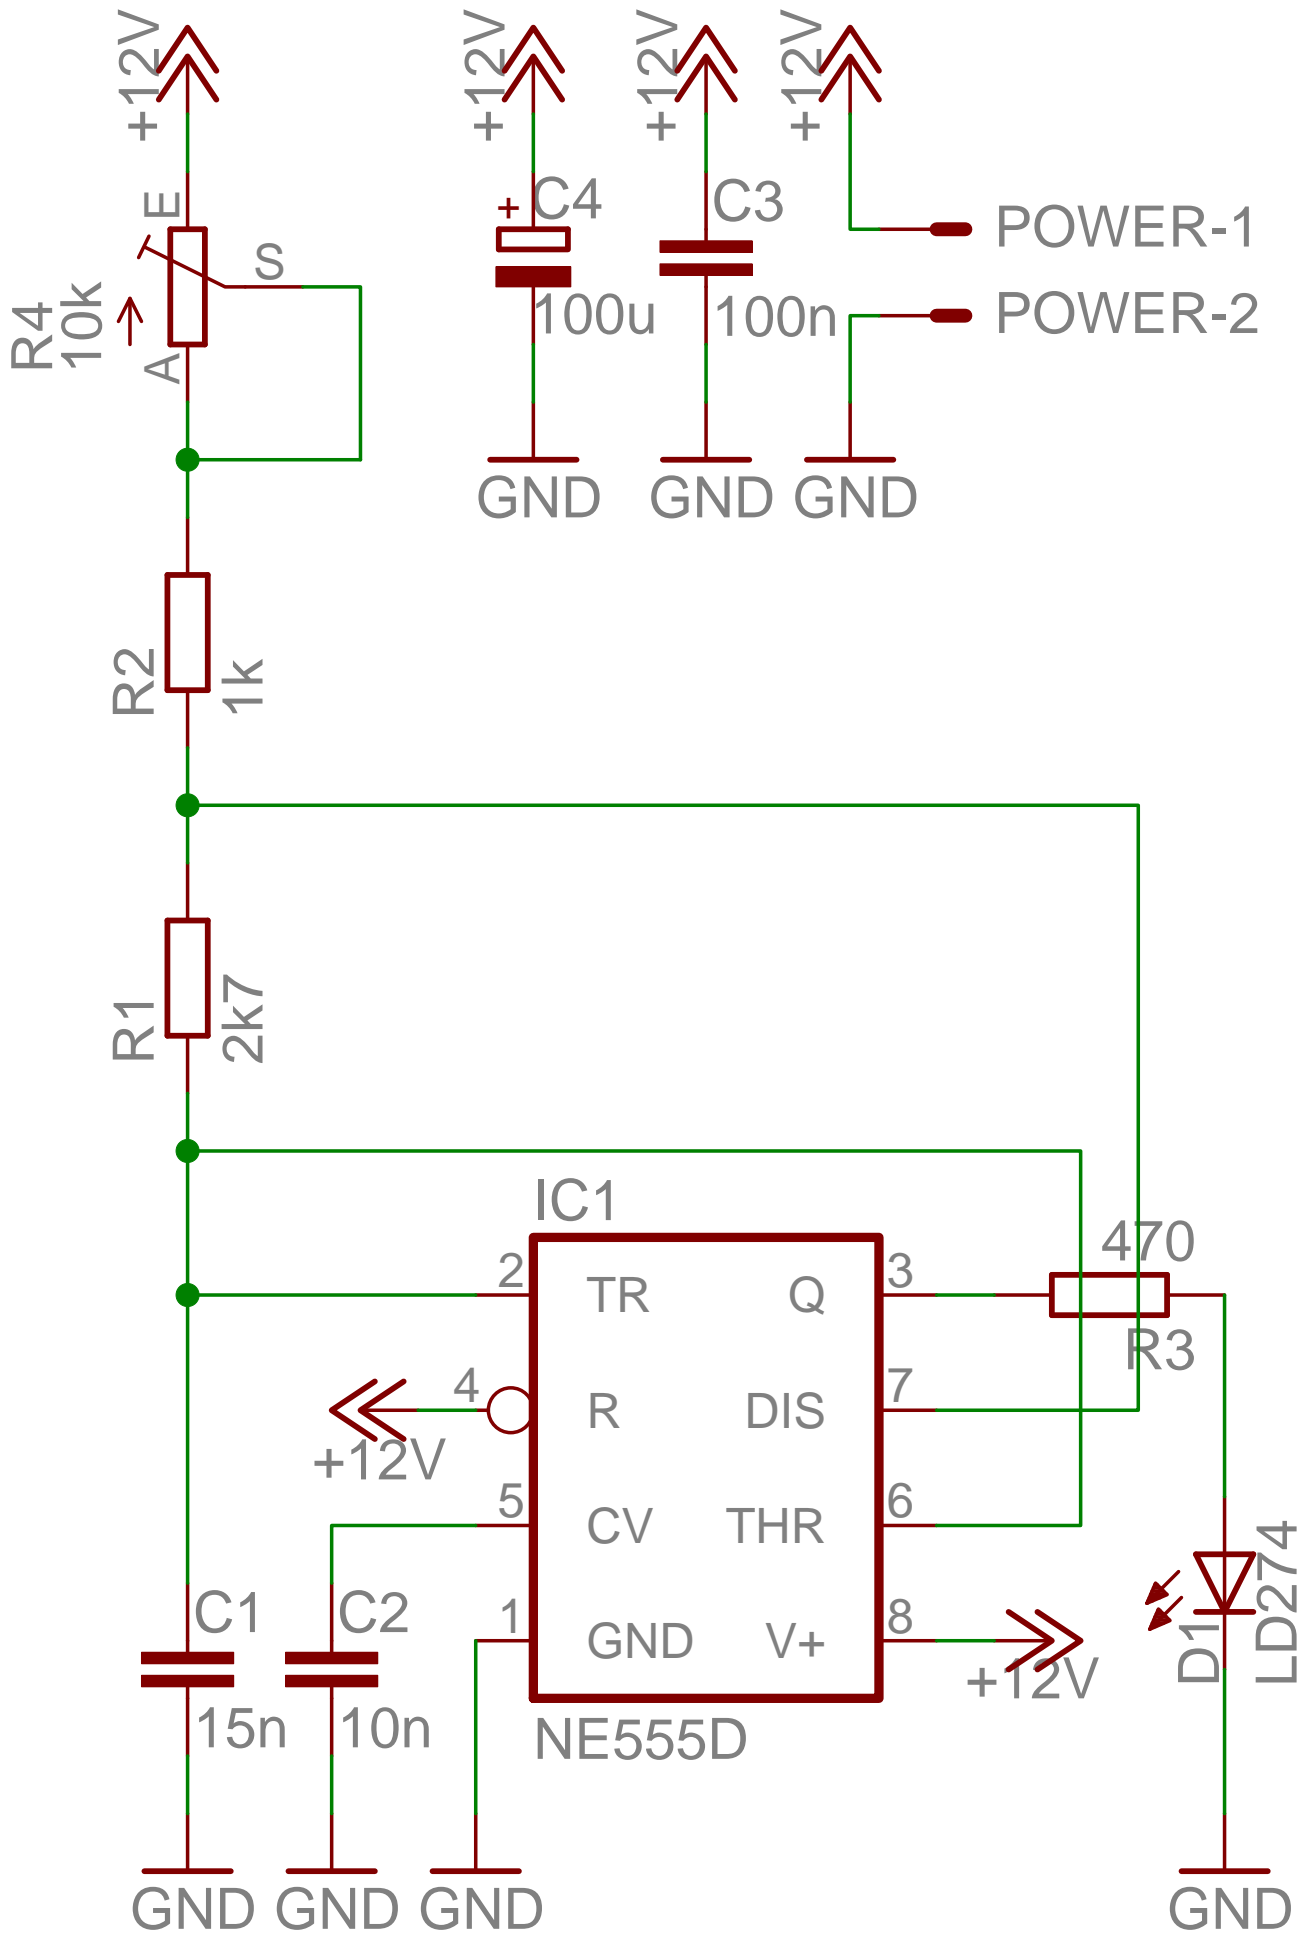 +12V
+12V
+12V
+12V
E
S
A
R4
10k
+
C4
100u
C3
100n
POWER-1
POWER-2
GND
GND
GND
R2
1k
R1
2k7
IC1
470
R3
2
TR
Q
3
4
R
DIS
7
+12V
5
CV
THR
6
1
GND
V+
8
+12V
NE555D
C1
15n
C2
10n
D1
LD274
GND
GND
GND
GND